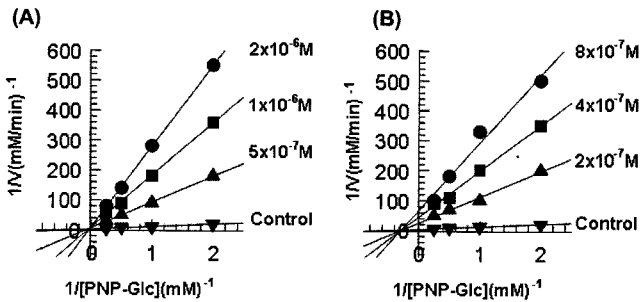 (A)
1/V(mM/min) -1
600
500
400
300
200
100
0
0
1
2
2x10-6M
1x10-6M
5x10-7M
Control
1/[PNP-Glc](mM)-1
(B)
1/V(mM/min) -1
600
500
400
300
200
100
0
0
1
2
8x10-7M
4x10-7M
2x10-7M
Control
1/[PNP-Glc](mM)-1